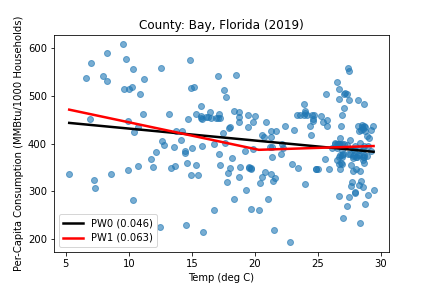 County: Bay, Florida (2019)
Per-Capita Consumption (MMBtu/1000 Households)
600
500
400
300
200
PW0 (0.046)
PW1 (0.063)
5
10
15
20
25
30
Temp (deg C)